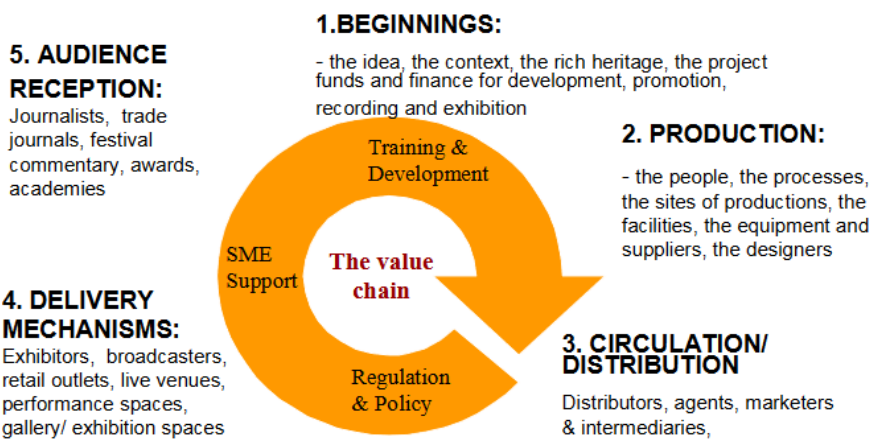 1.BEGINNINGS:
- the idea, the context, the rich heritage, the project
funds and finance for development, promotion,
recording and exhibition
2. PRODUCTION:
- the people, the processes,
the sites of productions, the
facilities, the equipment and
suppliers, the designers
3. CIRCULATION/
DISTRIBUTION
Distributors, agents, marketers
& intermediaries,
4. DELIVERY
MECHANISMS:
Exhibitors, broadcasters,
retail outlets, live venues,
performance spaces,
gallery/ exhibition spaces
5. AUDIENCE
RECEPTION:
Journalists, trade
journals, festival
commentary, awards,
academies
Training &
Development
SME
Support
The value
chain
Regulation
& Policy